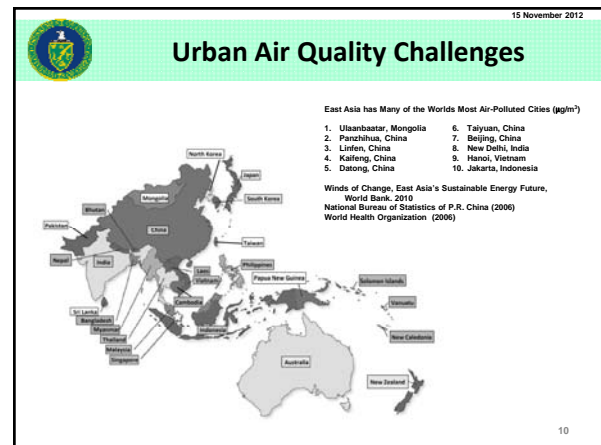 15 November 2012
Urban Air Quality Challenges
East Asia has Many of the Worlds Most Air-Polluted Cities (µg/m³)
1. Ulaanbaatar, Mongolia
2. Panzhihua, China
3. Linfen, China
4. Kaifeng, China
5. Datong, China
6. Taiyuan, China
7. Beijing, China
8. New Delhi, India
9. Hanoi, Vietnam
10. Jakarta, Indonesia
Winds of Change, East Asia's Sustainable Energy Future,
World Bank. 2010
National Bureau of Statistics of P.R. China (2006)
World Health Organization (2006)
North Korea
Japan
Mongolia
South Korea
Bhutan
China
Pakistan
Taiwan
Nepal
India
Laos
Philippines
Vietnam
Papua New Guinea
Solomon Islands
Cambodia
Vanuatu
Sri Lanka
Bangladesh
Myanmar
Indonesia
Thailand
New Caledonia
Malaysia
Singapore
Australia
New Zealand
10